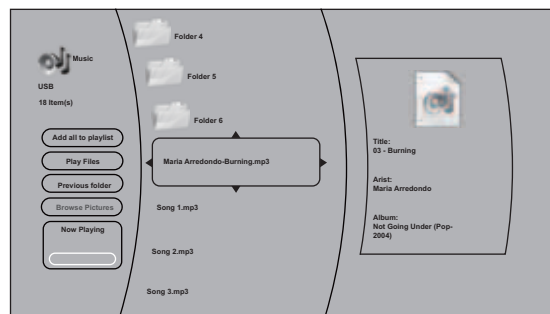 Music
USB
18 Item(s)
Add all to playlist
Play Files
Previous folder
Browse Pictures
Now Playing
Folder 4
Folder 5
Folder 6
Maria Arredondo-Burning.mp3
Song 1.mp3
Song 2.mp3
Song 3.mp3
Title:
03 - Burning
Arist:
Maria Arredondo
Album:
Not Going Under (Pop-
2004)